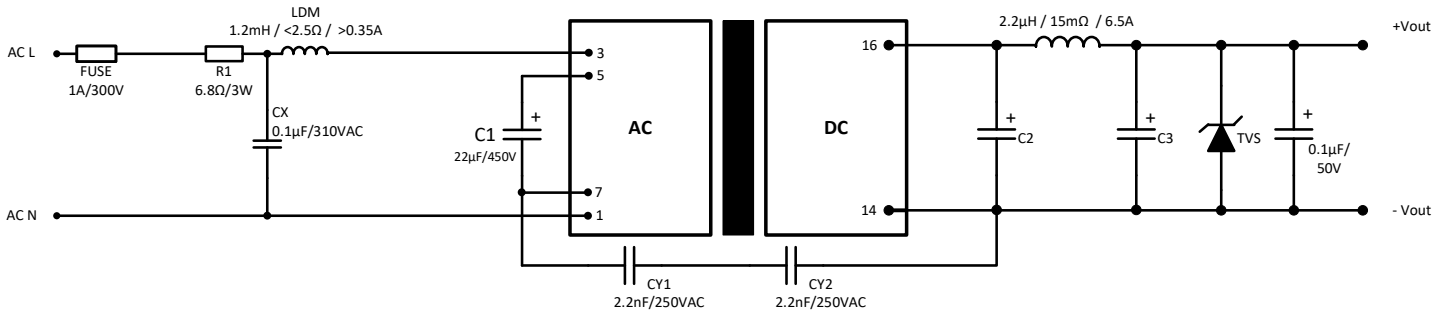 LDM
1.2mH / <2.5Ω / >0.35A
2.2µH / 15mΩ / 6.5A
+Vout
AC L
FUSE
1A/300V
R1
6.8Ω/3W
3
5
16
CX
0.1µF/310VAC
C1
+
22µF/450V
AC
DC
+
C2
+
C3
TVS
+
0.1µF/
50V
7
1
14
AC N
- Vout
CY1
2.2nF/250VAC
CY2
2.2nF/250VAC